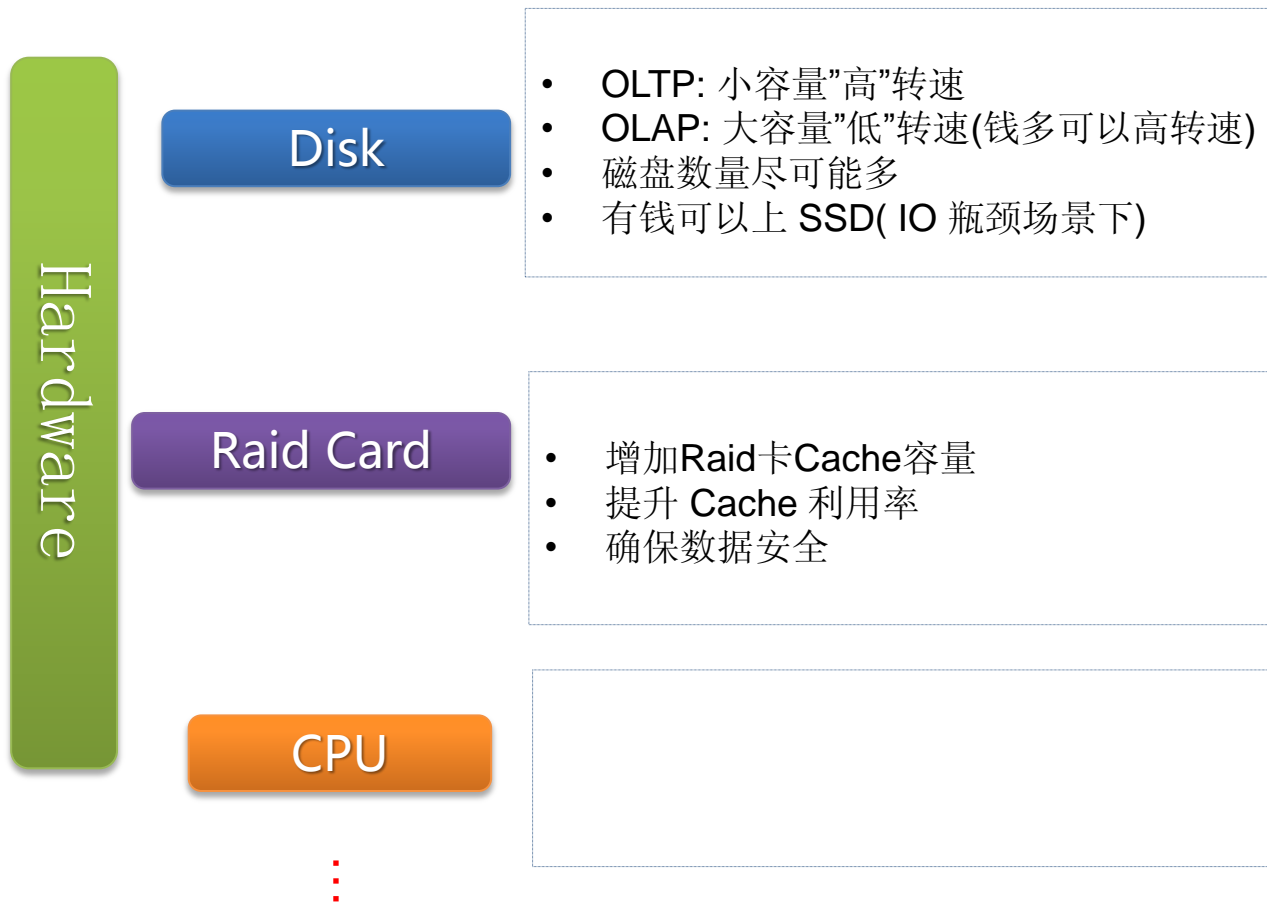 Hardware
Disk
• OLTP: 小容量”高”转速
• OLAP: 大容量”低”转速(钱多可以高转速)
• 磁盘数量尽可能多
• 有钱可以上 SSD( IO 瓶颈场景下)
Raid Card
• 增加Raid卡Cache容量
• 提升 Cache 利用率
• 确保数据安全
CPU
⋮